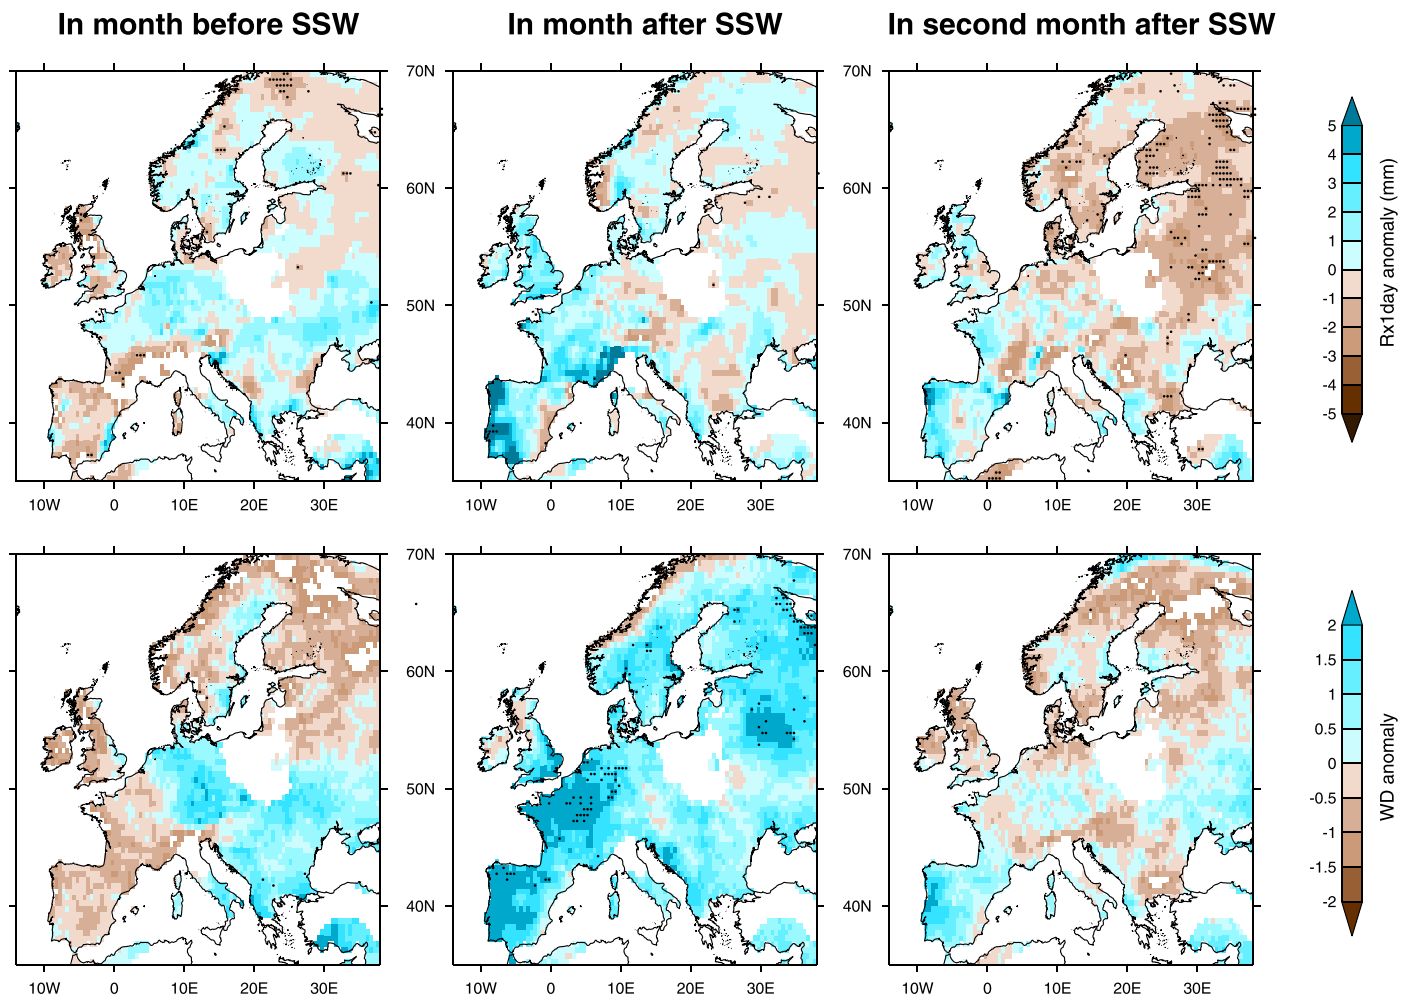 In month before SSW
In month after SSW
In second month after SSW
70N
60N
50N
40N
10W 0 10E 20E 30E
70N
60N
50N
40N
10W 0 10E 20E 30E
10W 0 10E 20E 30E
5
4
3
2
1
0
-1
-2
-3
-4
-5
Rx1day anomaly (mm)
70N
60N
50N
40N
10W 0 10E 20E 30E
70N
60N
50N
40N
10W 0 10E 20E 30E
10W 0 10E 20E 30E
2
1.5
1
0.5
0
-0.5
-1
-1.5
-2
WD anomaly